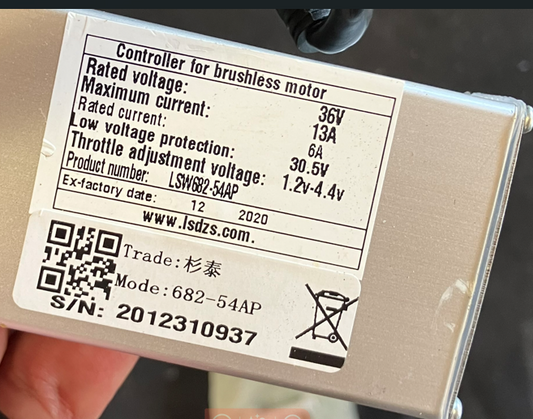 Controller for brushless motor
Rated voltage: 36V
Maximum current: 13A
Rated current: 6A
Low voltage protection: 30.5V
Throttle adjustment voltage: 1.2v-4.4v
Product number: LSW682-54AP
Ex-factory date: 12 2020
www.lsdzs.com.
Trade:杉泰
Mode:682-54AP
S/N: 2012310937